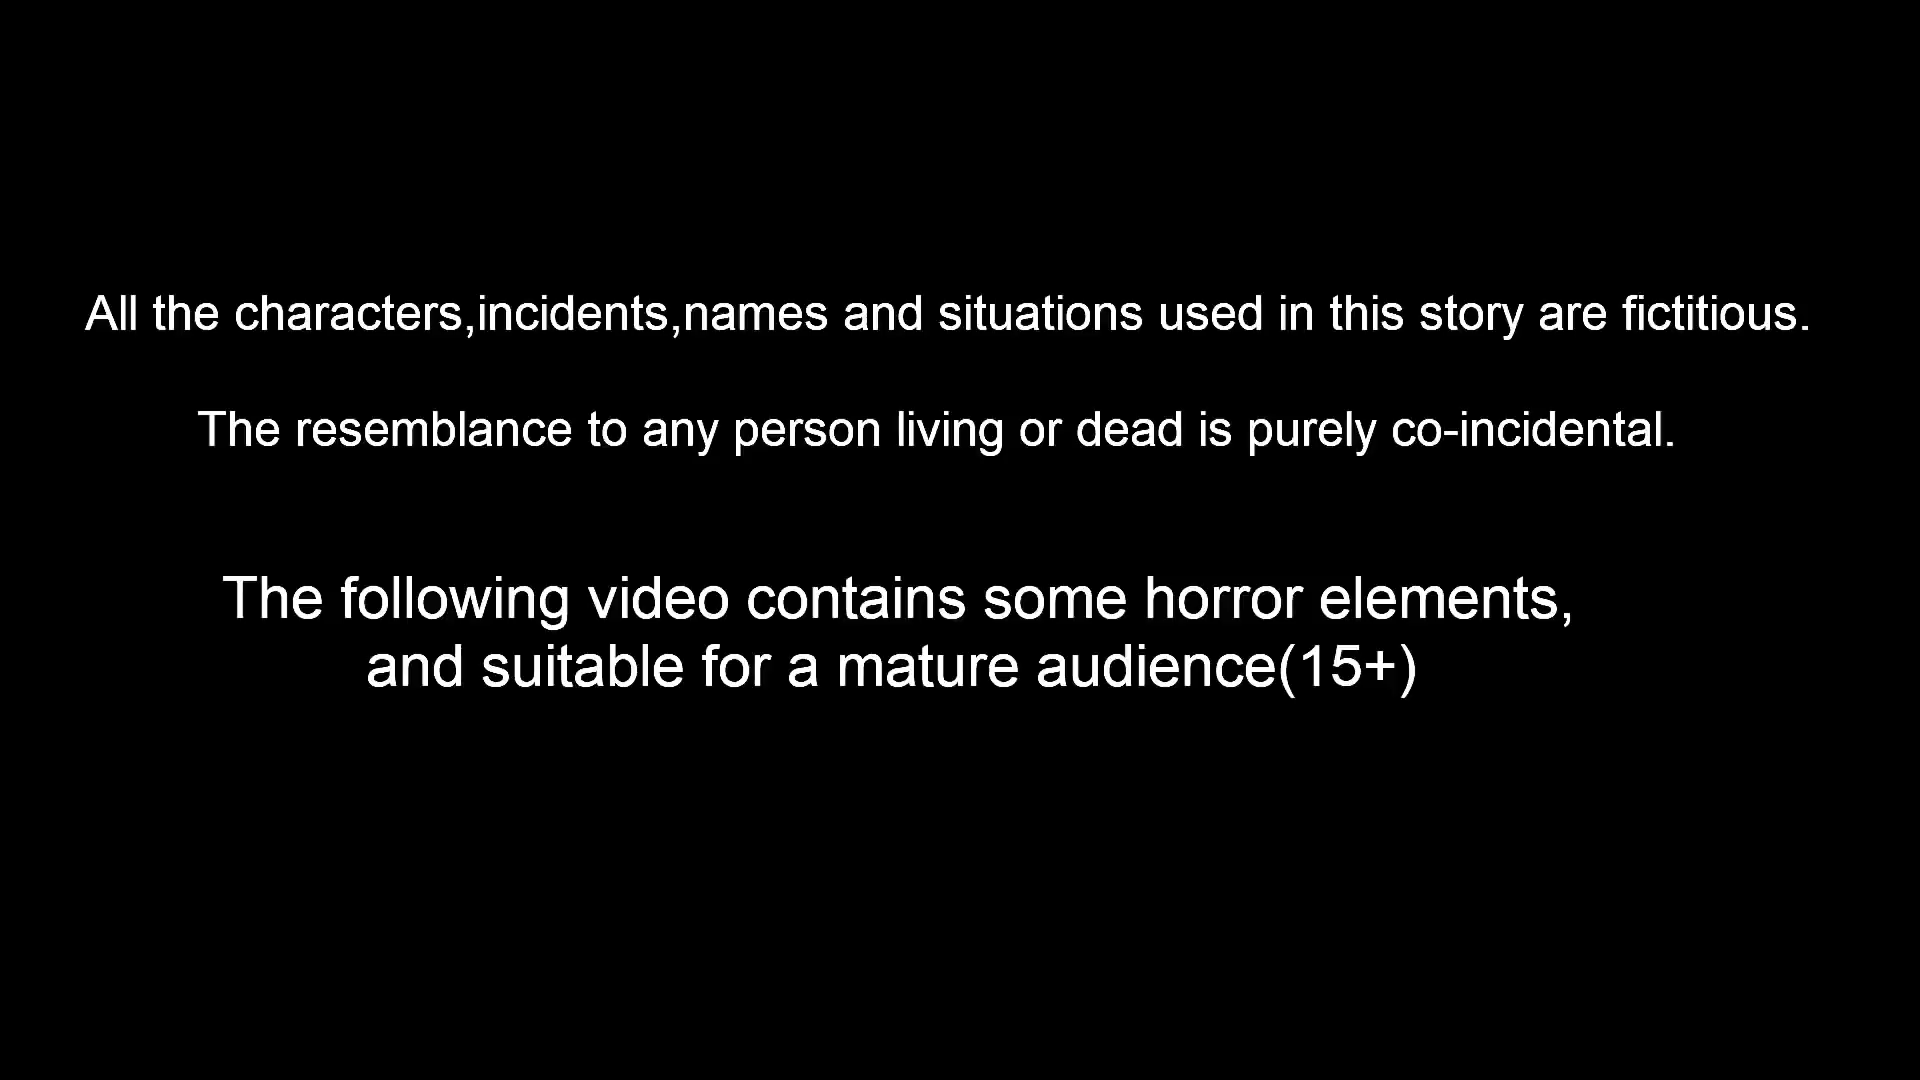 All the characters,incidents,names and situations used in this story are fictitious.
The resemblance to any person living or dead is purely co-incidental.
The following video contains some horror elements,
and suitable for a mature audience(15+)